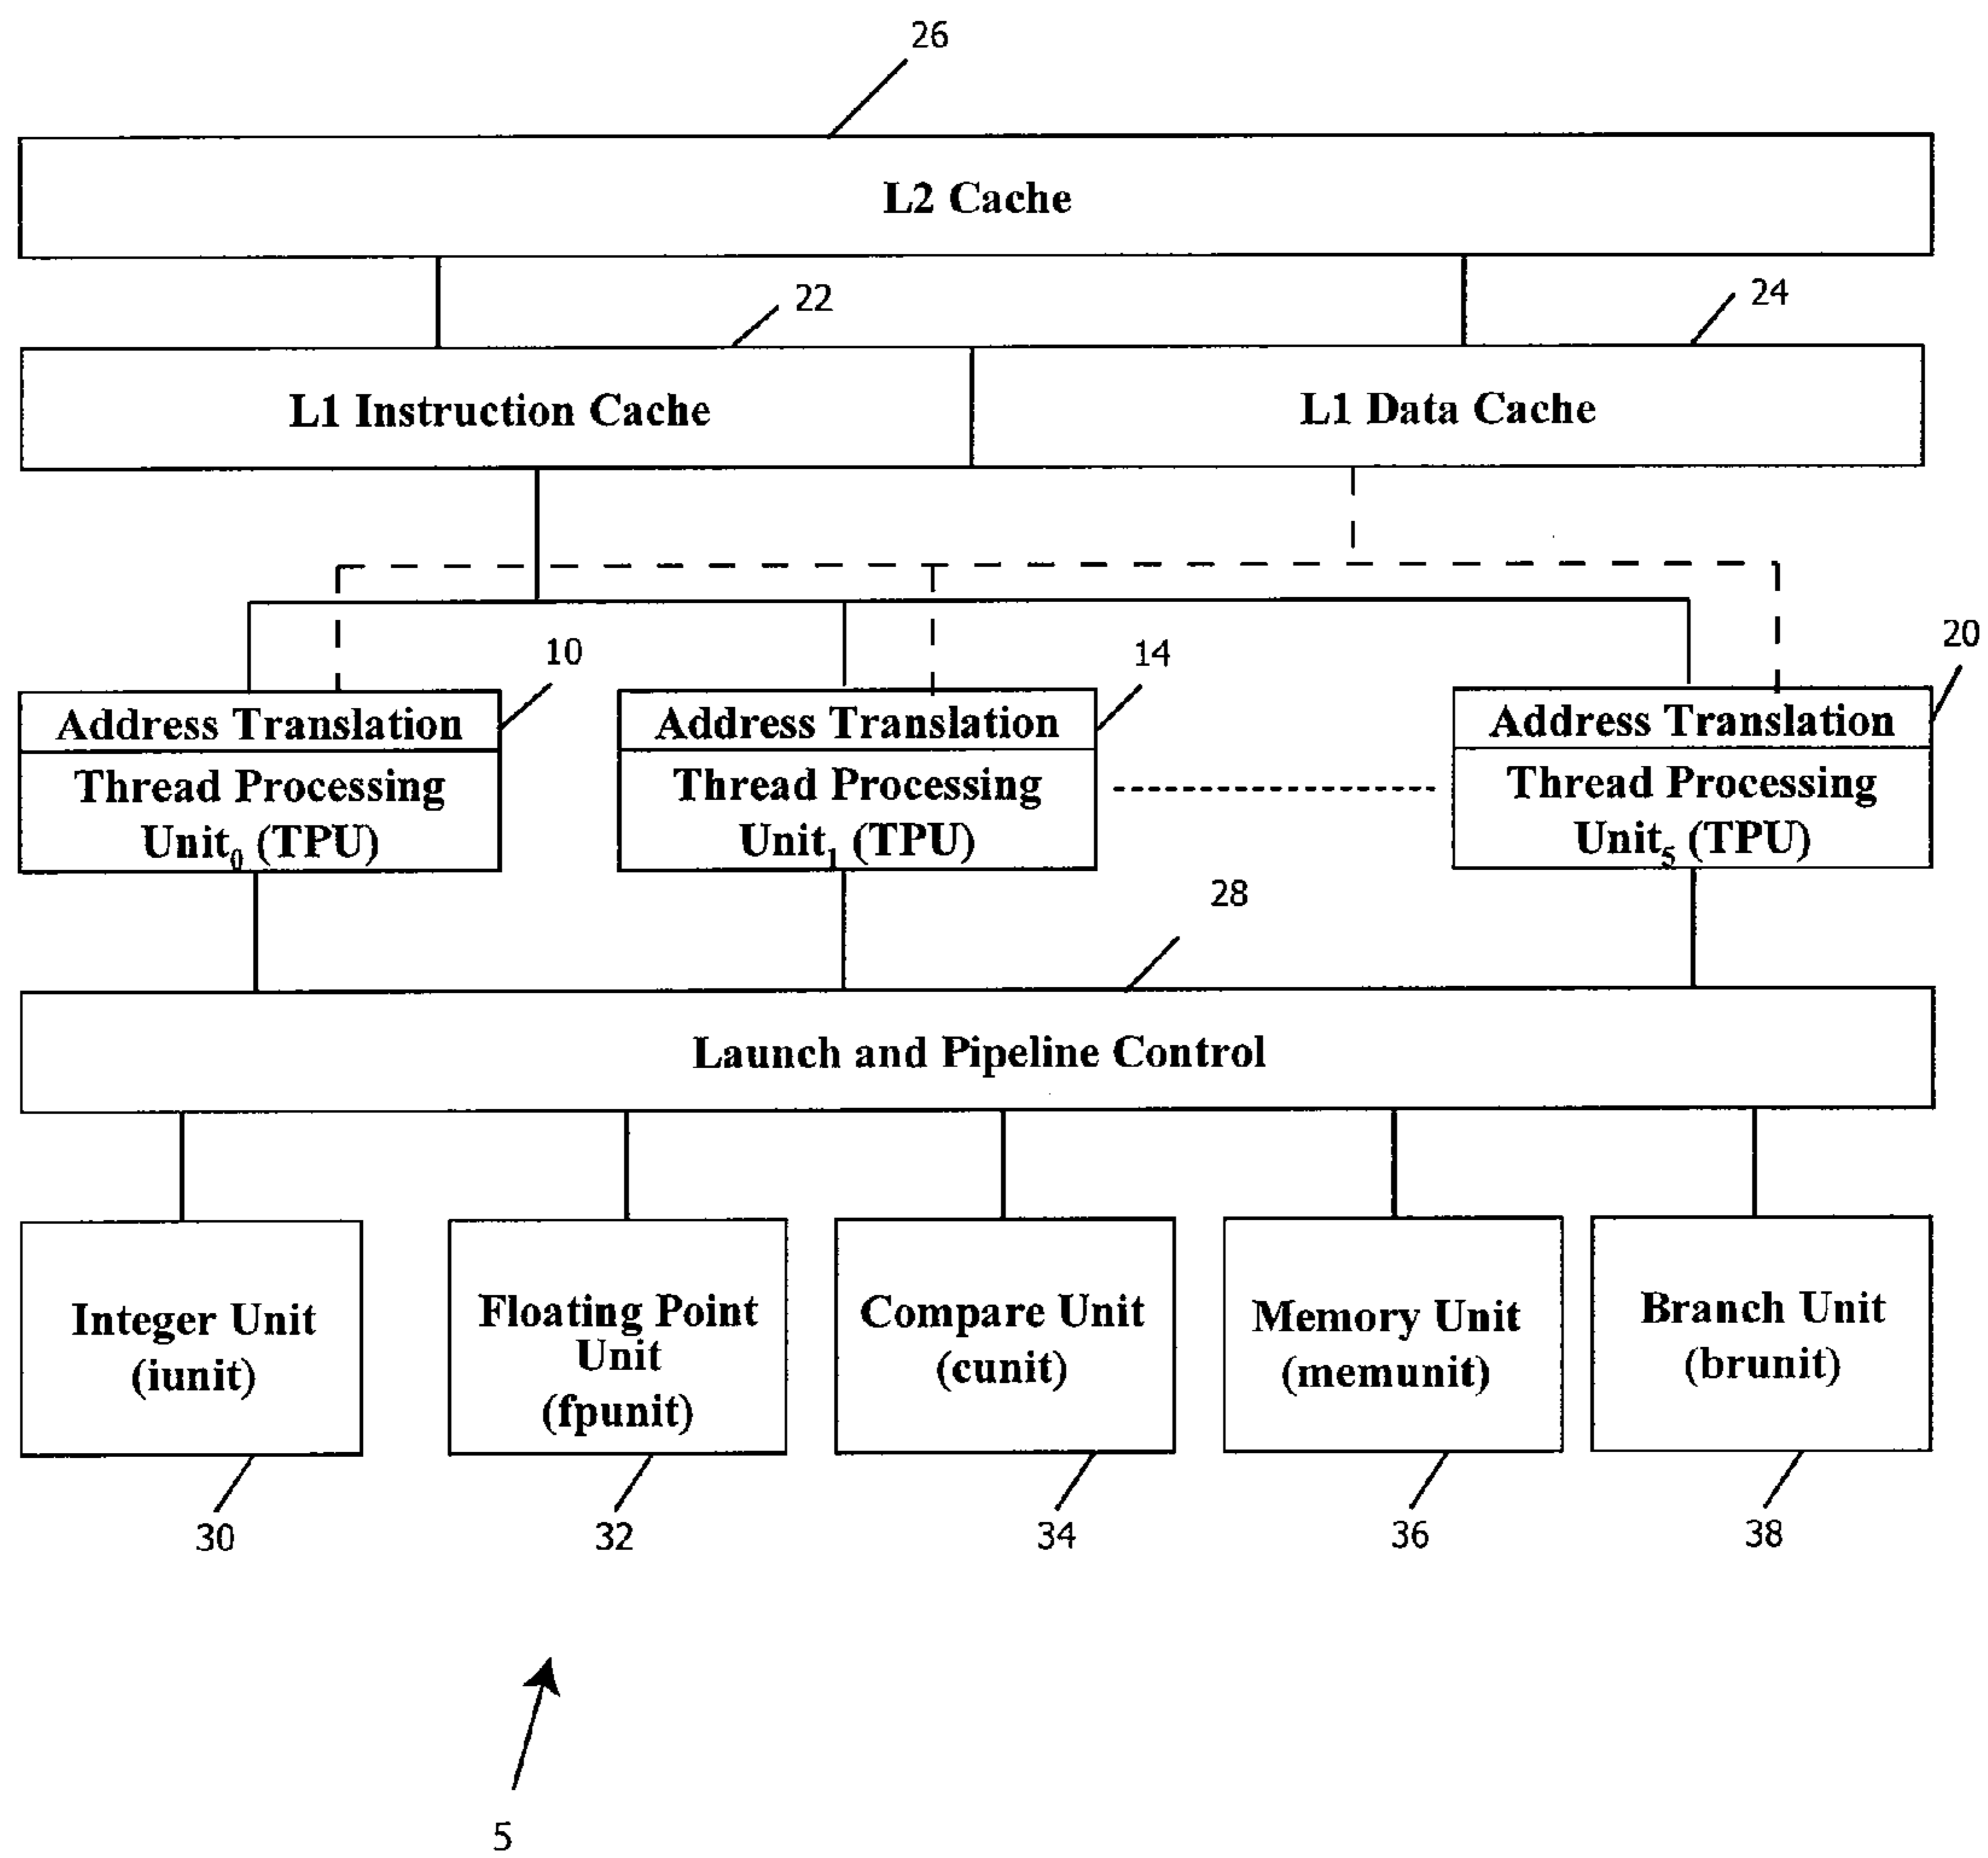 26
L2 Cache
22
24
L1 Instruction Cache
L1 Data Cache
10
14
20
Address Translation
Thread Processing
Unit0 (TPU)
Address Translation
Thread Processing
Unit1 (TPU)
Address Translation
Thread Processing
Unit5 (TPU)
28
Launch and Pipeline Control
Integer Unit
(iunit)
Floating Point
Unit
(fpunit)
Compare Unit
(cunit)
Memory Unit
(memunit)
Branch Unit
(brunit)
30
32
34
36
38
5